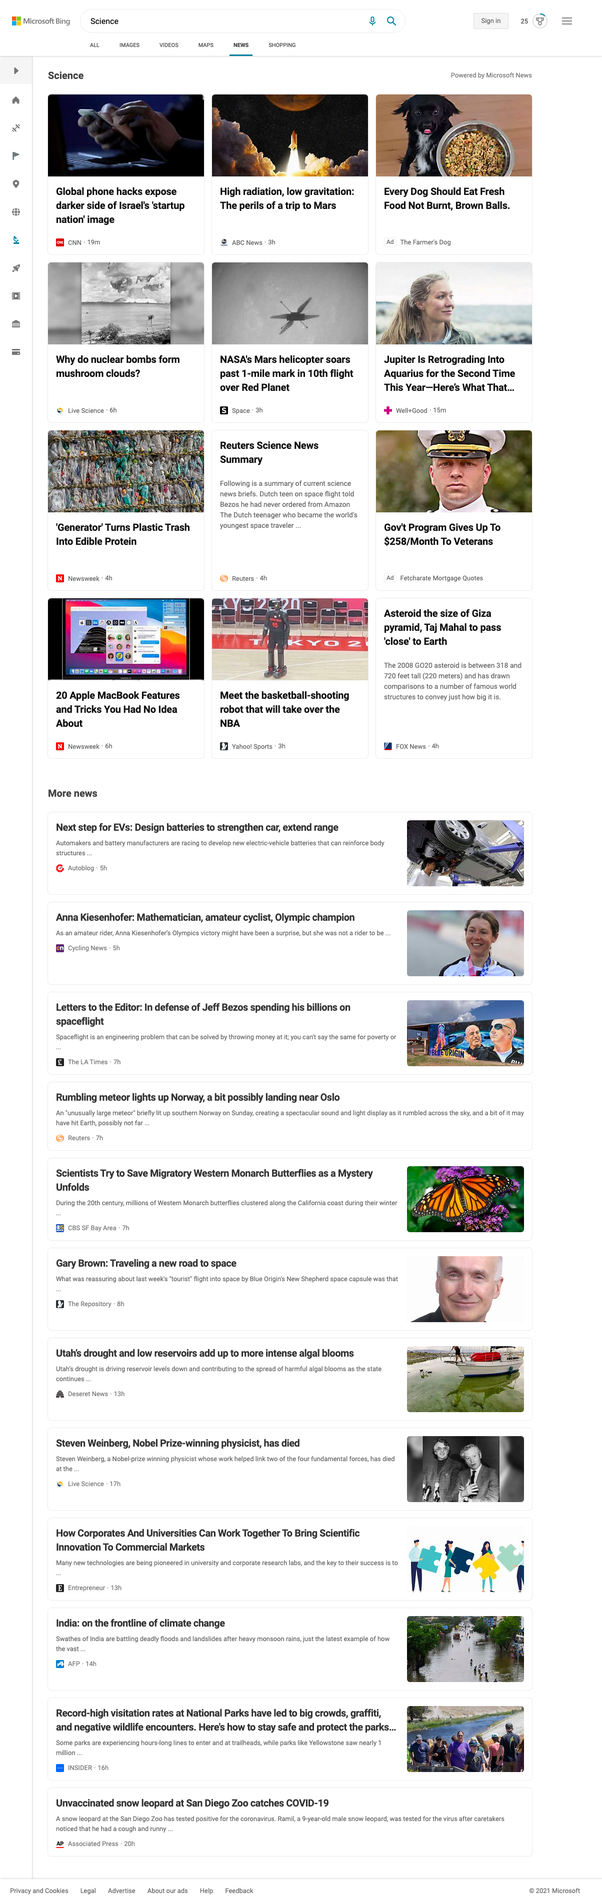 Microsoft Bing
Science
Sign in
25
ALL
IMAGES
VIDEOS
MAPS
NEWS
SHOPPING
Science
Powered by Microsoft News
Global phone hacks expose
darker side of Israel's 'startup
nation' image
CNN · 19m
High radiation, low gravitation:
The perils of a trip to Mars
ABC News · 3h
Every Dog Should Eat Fresh
Food Not Burnt, Brown Balls.
Ad The Farmer's Dog
Why do nuclear bombs form
mushroom clouds?
Live Science · 6h
NASA's Mars helicopter soars
past 1-mile mark in 10th flight
over Red Planet
Space · 3h
Jupiter Is Retrograding Into
Aquarius for the Second Time
This Year—Here's What That...
Well+Good · 15m
'Generator' Turns Plastic Trash
Into Edible Protein
Newsweek · 4h
Reuters Science News
Summary
Following is a summary of current science
news briefs. Dutch teen on space flight told
Bezos he had never ordered from Amazon
The Dutch teenager who became the world's
youngest space traveler ...
Reuters · 4h
Gov't Program Gives Up To
$258/Month To Veterans
Ad Fetcharate Mortgage Quotes
20 Apple MacBook Features
and Tricks You Had No Idea
About
Newsweek · 6h
TOKYO 2020
TOKYO 2
Meet the basketball-shooting
robot that will take over the
NBA
Yahoo! Sports · 3h
Asteroid the size of Giza
pyramid, Taj Mahal to pass
'close' to Earth
The 2008 GO20 asteroid is between 318 and
720 feet tall (220 meters) and has drawn
comparisons to a number of famous world
structures to convey just how big it is.
FOX News · 4h
More news
Next step for EVs: Design batteries to strengthen car, extend range
Automakers and battery manufacturers are racing to develop new electric-vehicle batteries that can reinforce body
structures ...
Autoblog · 5h
Anna Kiesenhofer: Mathematician, amateur cyclist, Olympic champion
As an amateur rider, Anna Kiesenhofer's Olympics victory might have been a surprise, but she was not a rider to be ...
Cycling News · 5h
Letters to the Editor: In defense of Jeff Bezos spending his billions on
spaceflight
Spaceflight is an engineering problem that can be solved by throwing money at it; you can't say the same for poverty or
...
The LA Times · 7h
BLUE ORIGIN
Rumbling meteor lights up Norway, a bit possibly landing near Oslo
An "unusually large meteor" briefly lit up southern Norway on Sunday, creating a spectacular sound and light display as it rumbled across the sky, and a bit of it may
have hit Earth, possibly not far ...
Reuters · 7h
Scientists Try to Save Migratory Western Monarch Butterflies as a Mystery
Unfolds
During the 20th century, millions of Western Monarch butterflies clustered along the California coast during their winter
...
CBS SF Bay Area · 7h
Gary Brown: Traveling a new road to space
What was reassuring about last week's "tourist" flight into space by Blue Origin's New Shepherd space capsule was that
...
The Repository · 8h
Utah's drought and low reservoirs add up to more intense algal blooms
Utah's drought is driving reservoir levels down and contributing to the spread of harmful algal blooms as the state
continues ...
Deseret News · 13h
Steven Weinberg, Nobel Prize-winning physicist, has died
Steven Weinberg, a Nobel-prize winning physicist whose work helped link two of the four fundamental forces, has died
at the ...
Live Science · 17h
How Corporates And Universities Can Work Together To Bring Scientific
Innovation To Commercial Markets
Many new technologies are being pioneered in university and corporate research labs, and the key to their success is to
...
Entrepreneur · 13h
India: on the frontline of climate change
Swathes of India are battling deadly floods and landslides after heavy monsoon rains, just the latest example of how
the vast ...
AFP · 14h
Record-high visitation rates at National Parks have led to big crowds, graffiti,
and negative wildlife encounters. Here's how to stay safe and protect the parks...
Some parks are experiencing hours-long lines to enter and at trailheads, while parks like Yellowstone saw nearly 1
million ...
INSIDER · 16h
Unvaccinated snow leopard at San Diego Zoo catches COVID-19
A snow leopard at the San Diego Zoo has tested positive for the coronavirus. Ramil, a 9-year-old male snow leopard, was tested for the virus after caretakers
noticed that he had a cough and runny ...
AP Associated Press · 20h
Privacy and Cookies
Legal
Advertise
About our ads
Help
Feedback
© 2021 Microsoft